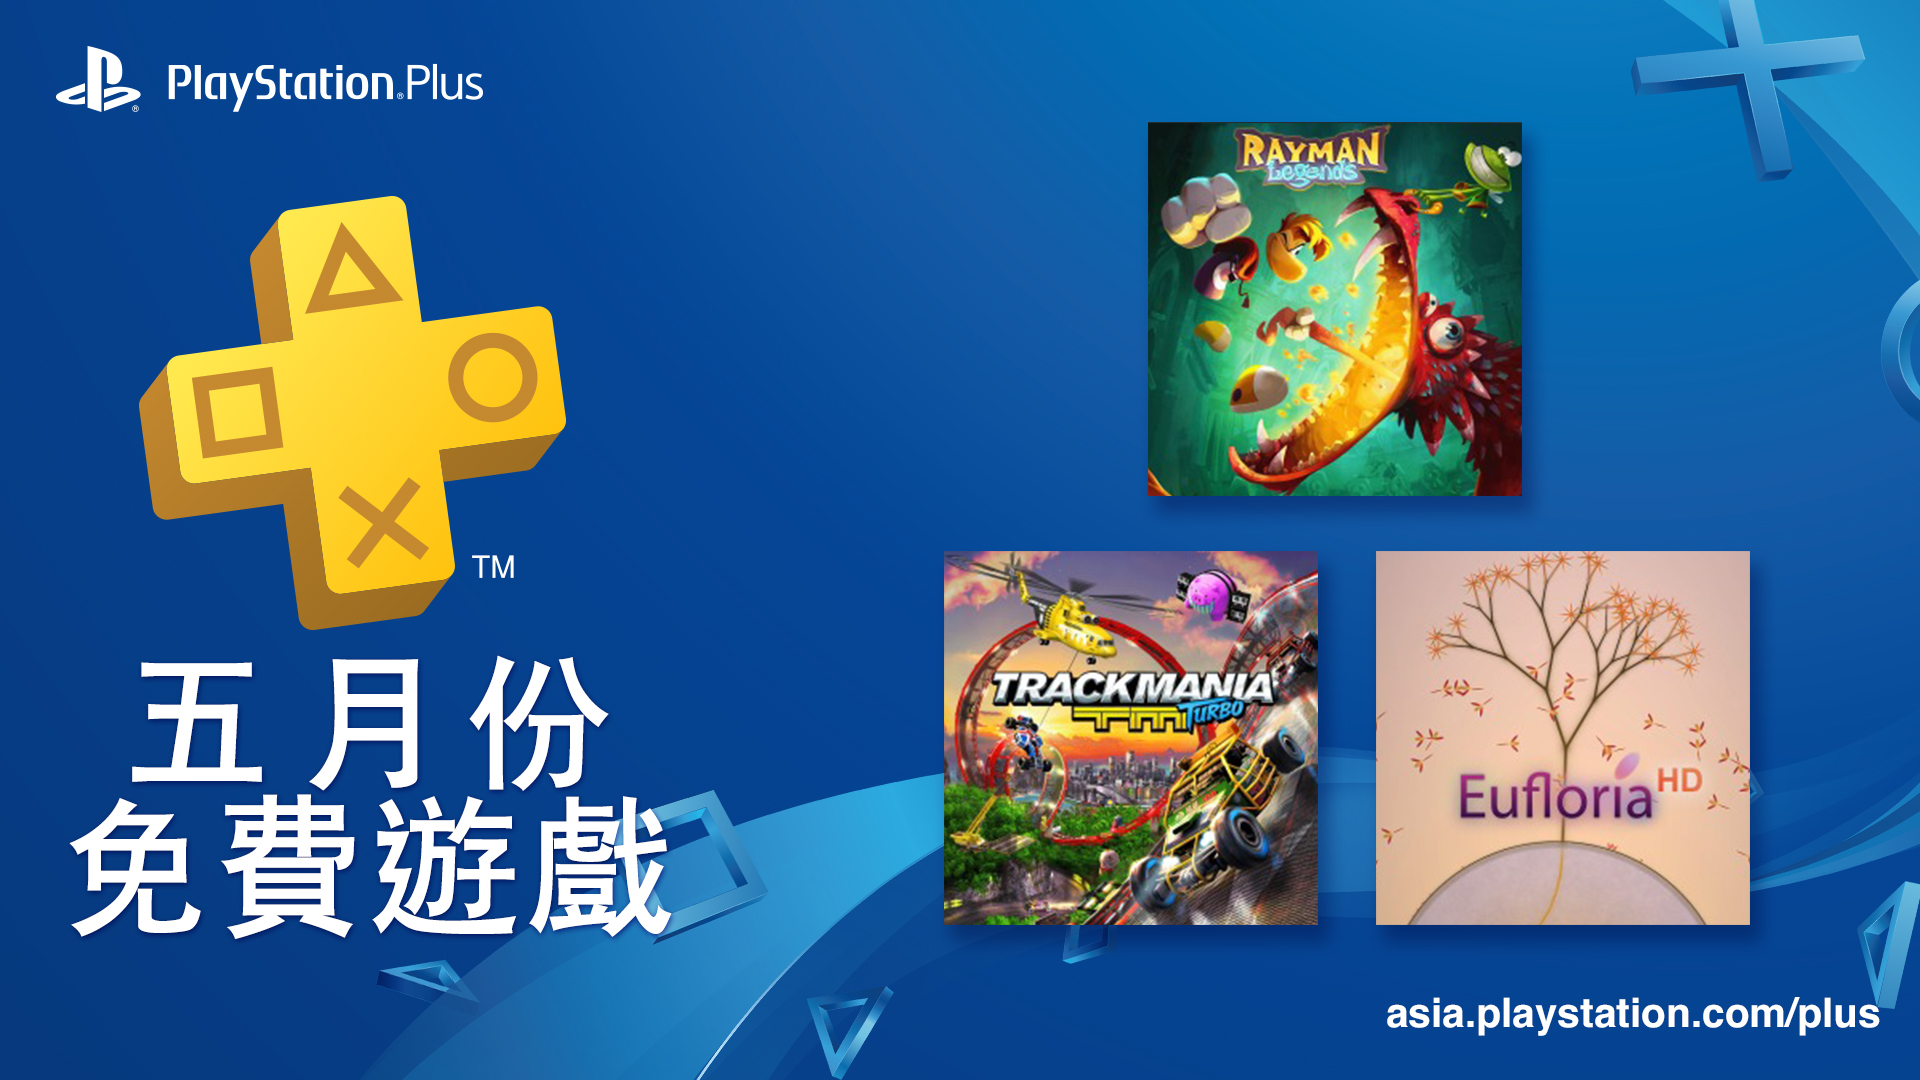 PlayStation®Plus
TM
五月份
免費遊戲
RAYMAN
Legends
TRACKMANIA
TURBO
Eufloria HD
asia.playstation.com/plus